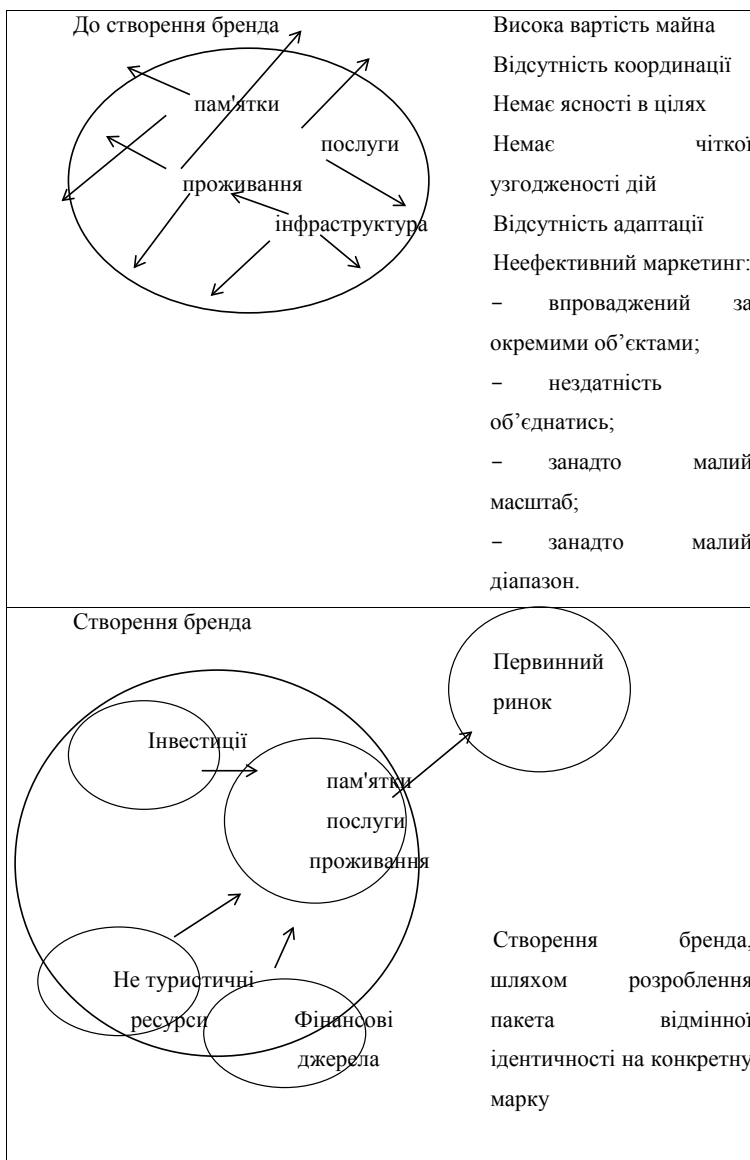 До створення бренда
пам'ятки
послуги
проживання
інфраструктура
Висока вартість майна
Відсутність координації
Немає ясності в цілях
Немає чіткої
узгодженості дій
Відсутність адаптації
Неефективний маркетинг:
− впроваджений за
окремими об’єктами;
− нездатність
об’єднатись;
− занадто малий
масштаб;
− занадто малий
діапазон.
Створення бренда
Первинний
ринок
Інвестиції
пам'ятки
послуги
проживання
Не туристичні
ресурси
Фінансові
джерела
Створення бренда,
шляхом розроблення
пакета відмінної
ідентичності на конкретну
марку